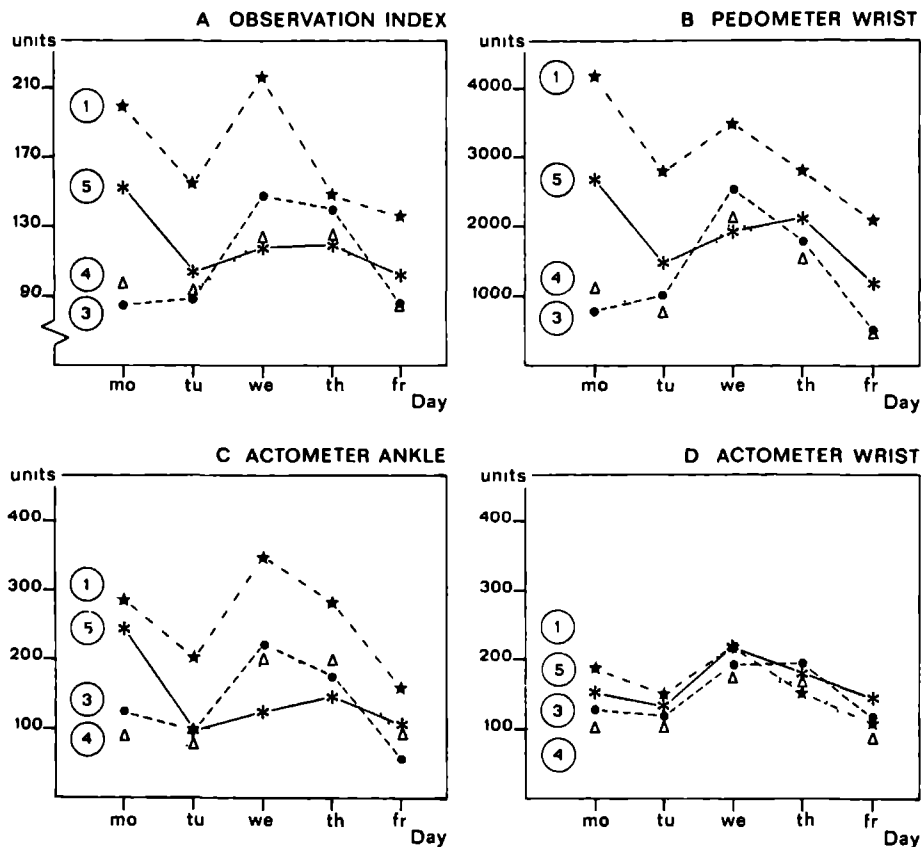 A OBSERVATION INDEX
units
210
170
130
90
1
5
4
3
mo tu we th fr
Day
B PEDOMETER WRIST
units
4000
3000
2000
1000
1
5
4
3
mo tu we th fr
Day
C ACTOMETER ANKLE
units
400
300
200
100
1
5
3
4
mo tu we th fr
Day
D ACTOMETER WRIST
units
400
300
200
100
1
5
3
4
mo tu we th fr
Day